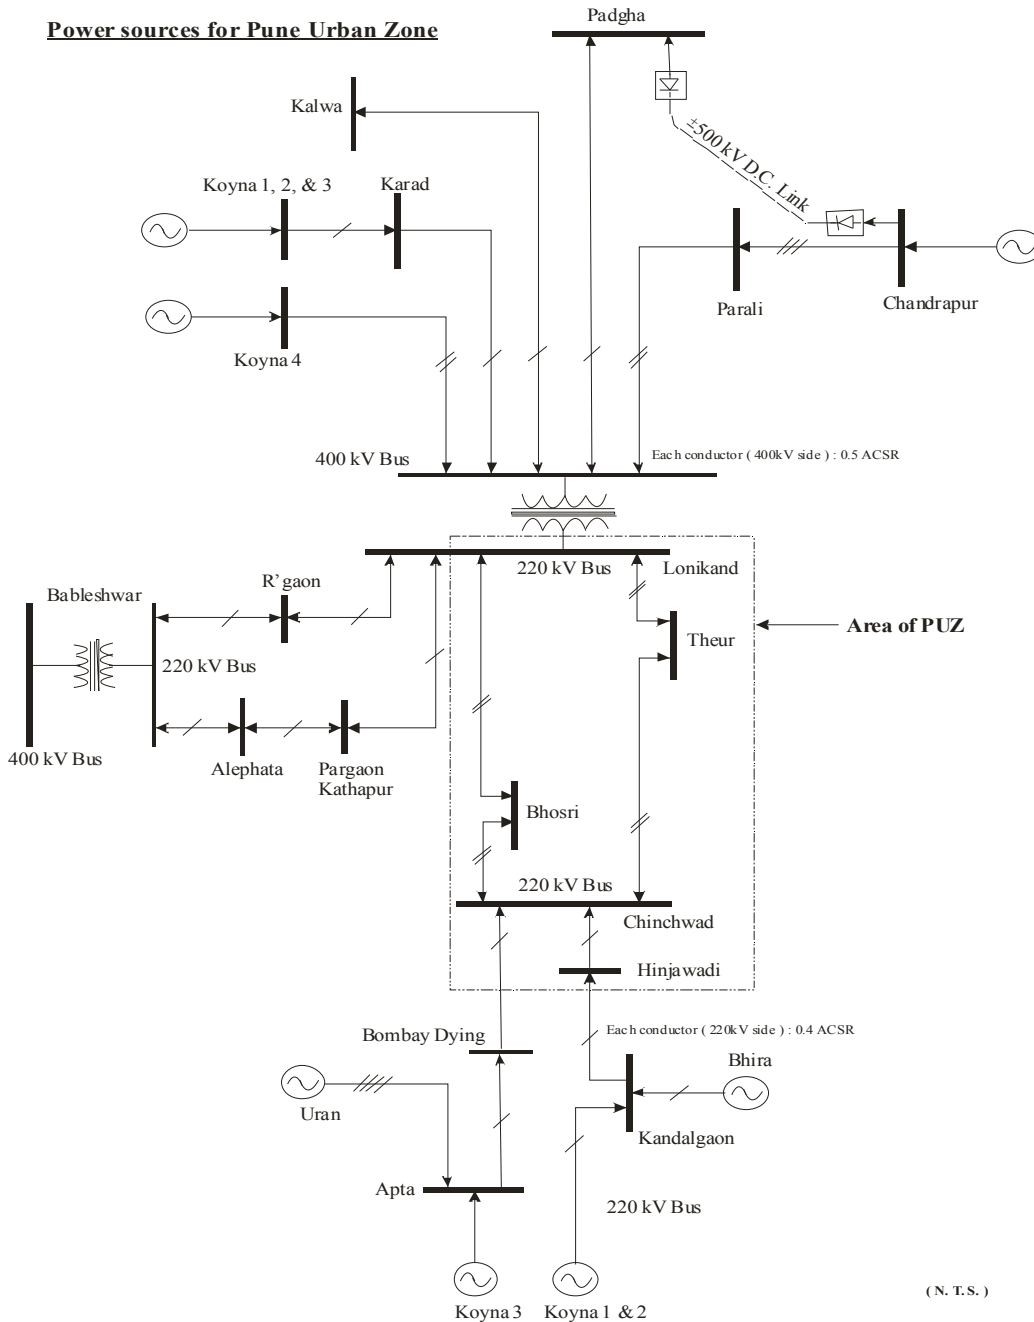 Power sources for Pune Urban Zone
Padgha
Kalwa
±500 kV D.C. Link
Koyna 1, 2, & 3
Karad
Parali
Chandrapur
Koyna 4
400 kV Bus
Each conductor ( 400kV side ) : 0.5 ACSR
220 kV Bus
Lonikand
R'gaon
Bableshwar
220 kV Bus
Theur
Area of PUZ
400 kV Bus
Alephata
Pargaon
Kathapur
Bhosri
220 kV Bus
Chinchwad
Hinjawadi
Bombay Dying
Each conductor ( 220kV side ) : 0.4 ACSR
Bhira
Uran
Kandalgaon
Apta
220 kV Bus
Koyna 3
Koyna 1 & 2
( N. T. S. )